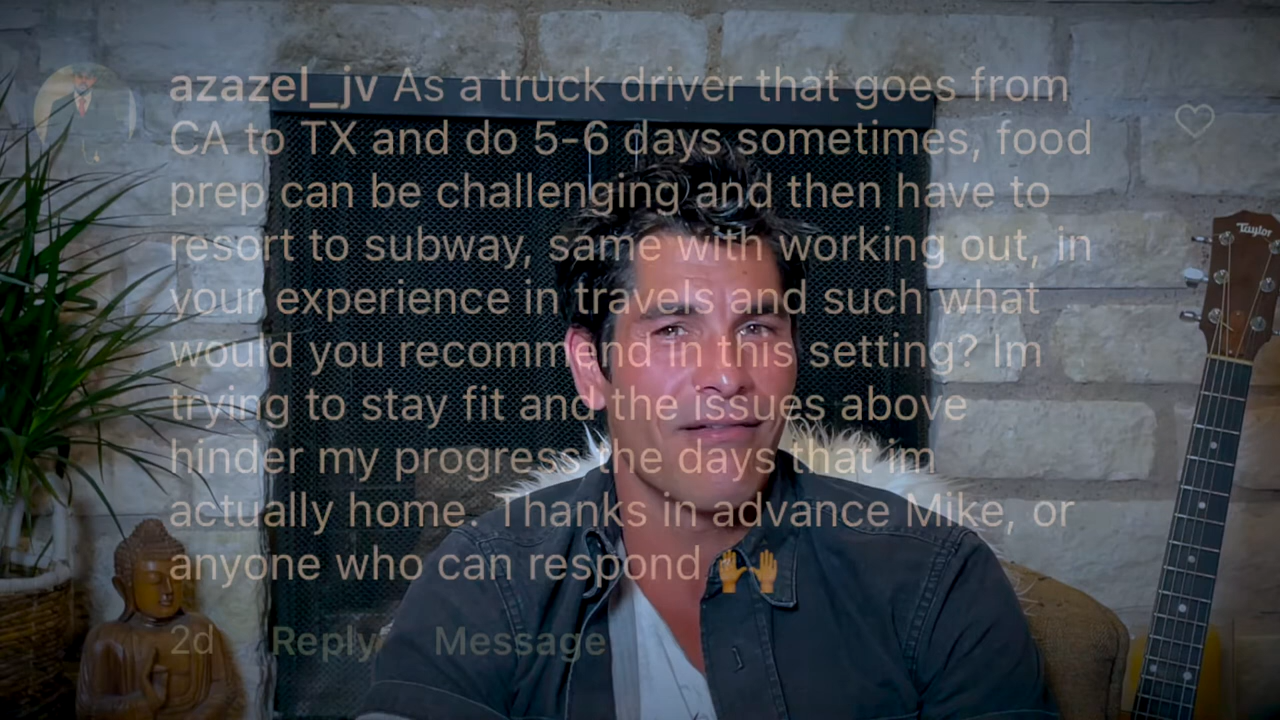 azazel_jv As a truck driver that goes from
CA to TX and do 5-6 days sometimes, food
prep can be challenging and then have to
resort to subway, same with working out, in
your experience in travels and such what
would you recommend in this setting? Im
trying to stay fit and the issues above
hinder my progress the days that im
actually home. Thanks in advance Mike, or
anyone who can respond 🙌
2d Reply Message
Taylor